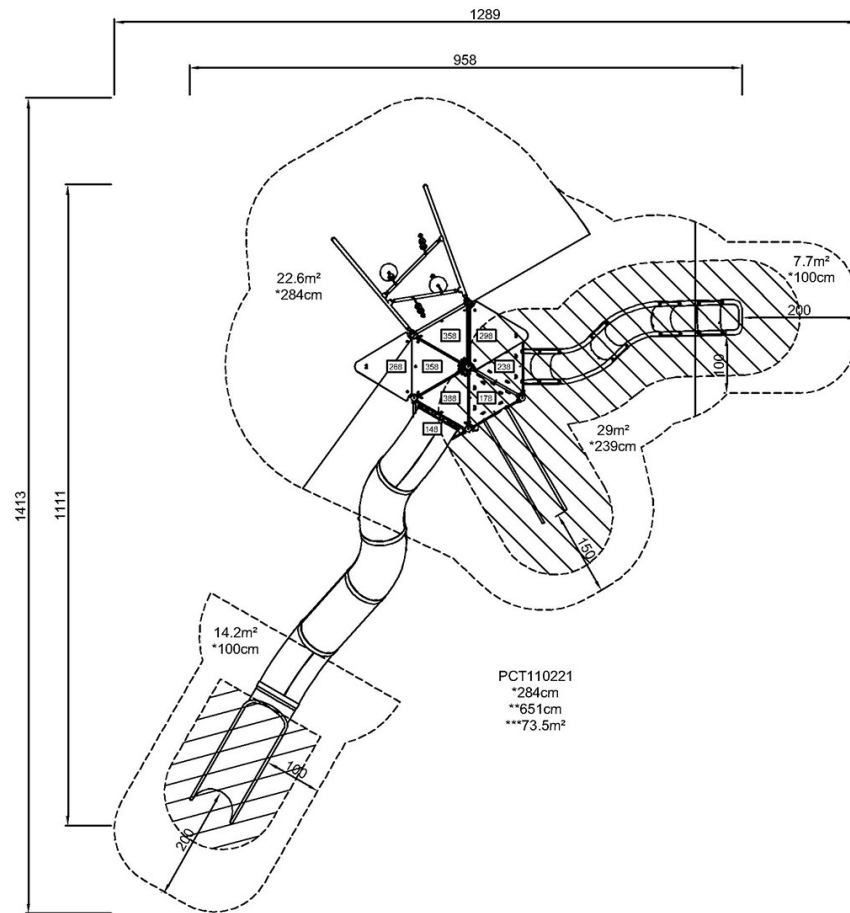 1289
958
7.7m²
*100cm
200
22.6m²
*284cm
358
298
268
358
238
388
178
148
100
29m²
*239cm
1413
1111
150
14.2m²
*100cm
PCT110221
*284cm
**651cm
***73.5m²
100
200